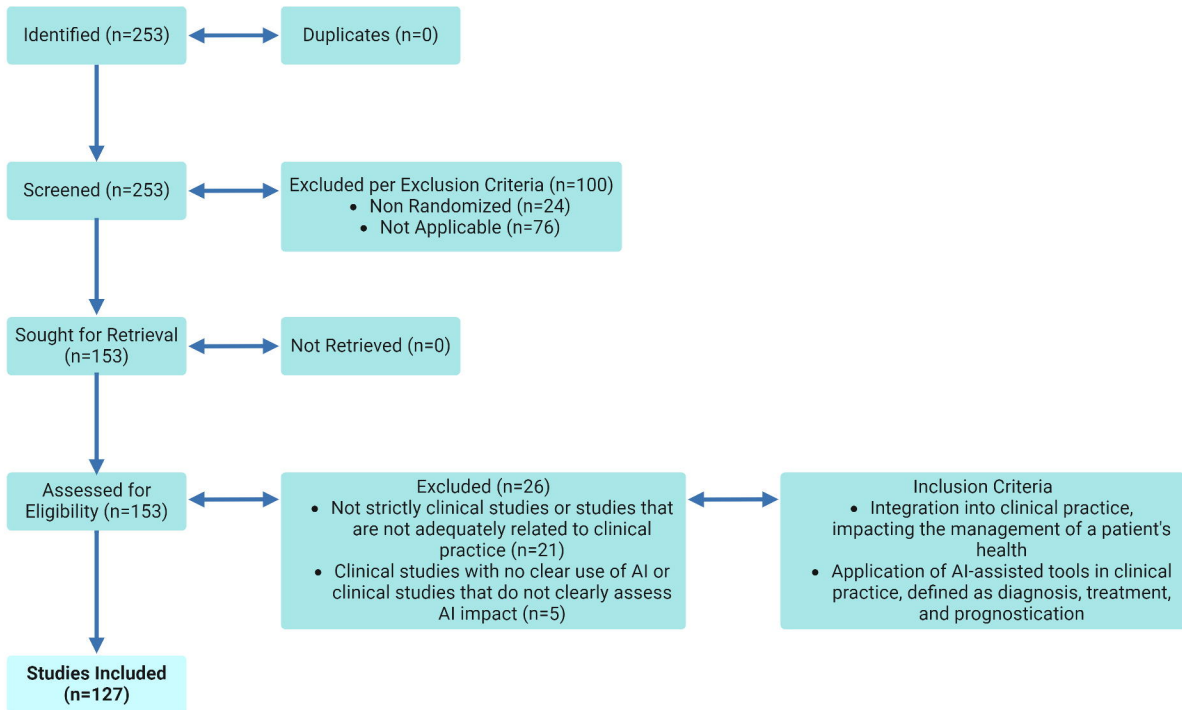 Identified (n=253)
Duplicates (n=0)
Screened (n=253)
Excluded per Exclusion Criteria (n=100)
• Non Randomized (n=24)
• Not Applicable (n=76)
Sought for Retrieval
(n=153)
Not Retrieved (n=0)
Assessed for
Eligibility (n=153)
Excluded (n=26)
• Not strictly clinical studies or studies that
are not adequately related to clinical
practice (n=21)
• Clinical studies with no clear use of AI or
clinical studies that do not clearly assess
AI impact (n=5)
Inclusion Criteria
• Integration into clinical practice,
impacting the management of a patient's
health
• Application of AI-assisted tools in clinical
practice, defined as diagnosis, treatment,
and prognostication
Studies Included
(n=127)